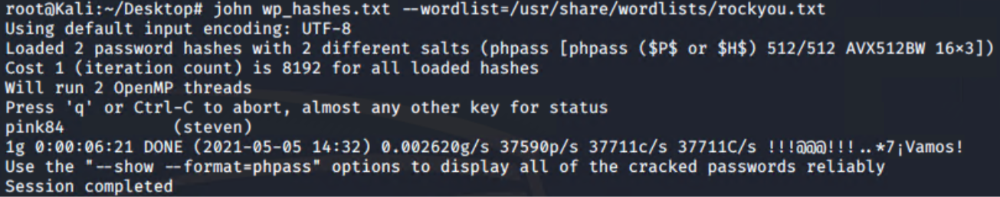 root@Kali:~/Desktop# john wp_hashes.txt --wordlist=/usr/share/wordlists/rockyou.txt
Using default input encoding: UTF-8
Loaded 2 password hashes with 2 different salts (phpass [phpass ($P$ or $H$) 512/512 AVX512BW 16×3])
Cost 1 (iteration count) is 8192 for all loaded hashes
Will run 2 OpenMP threads
Press 'q' or Ctrl-C to abort, almost any other key for status
pink84           (steven)
1g 0:00:06:21 DONE (2021-05-05 14:32) 0.002620g/s 37590p/s 37711c/s 37711C/s !!!@@@!!!..*7¡Vamos!
Use the "--show --format=phpass" options to display all of the cracked passwords reliably
Session completed